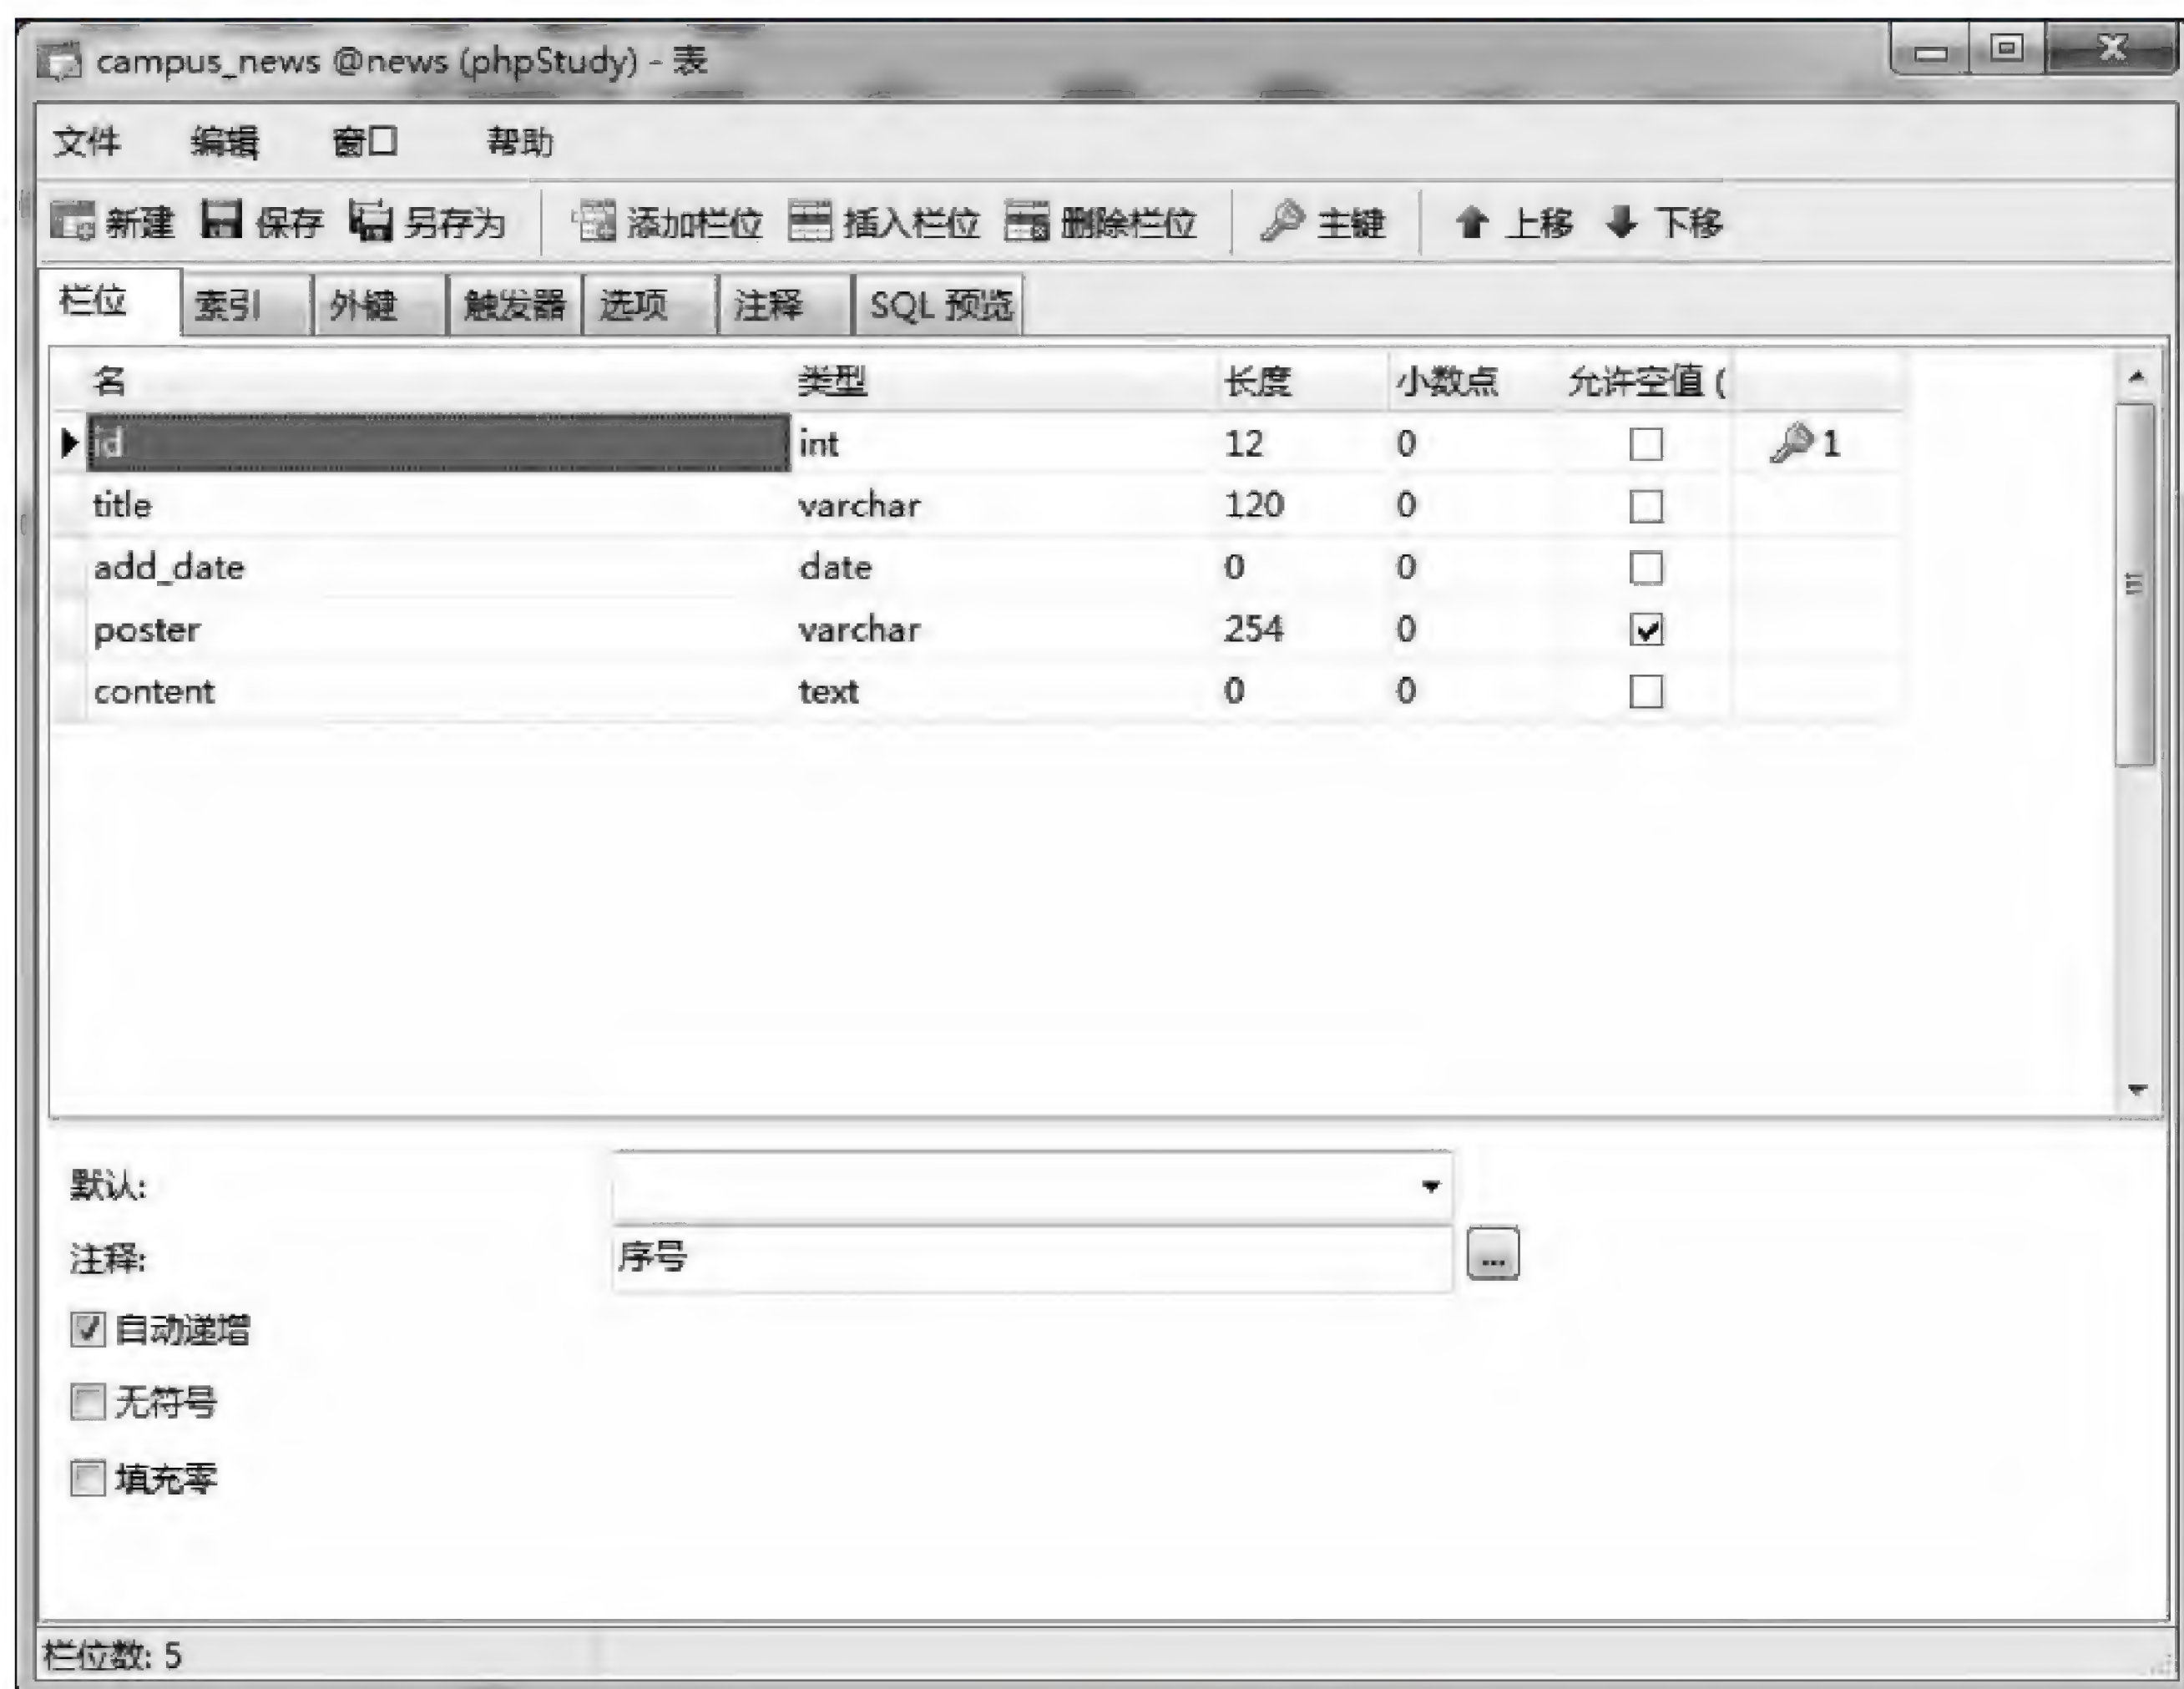 campus_news @news (phpStudy) - 表
文件 编辑 窗口 帮助
新建 保存 另存为 添加栏位 插入栏位 删除栏位 主键 上移 下移
栏位 索引 外键 触发器 选项 注释 SQL 预览
名 类型 长度 小数点 允许空值 (
id int 12 0 1
title varchar 120 0
add_date date 0 0
poster varchar 254 0
content text 0 0
默认:
注释: 序号 ...
自动递增
无符号
填充零
栏位数: 5